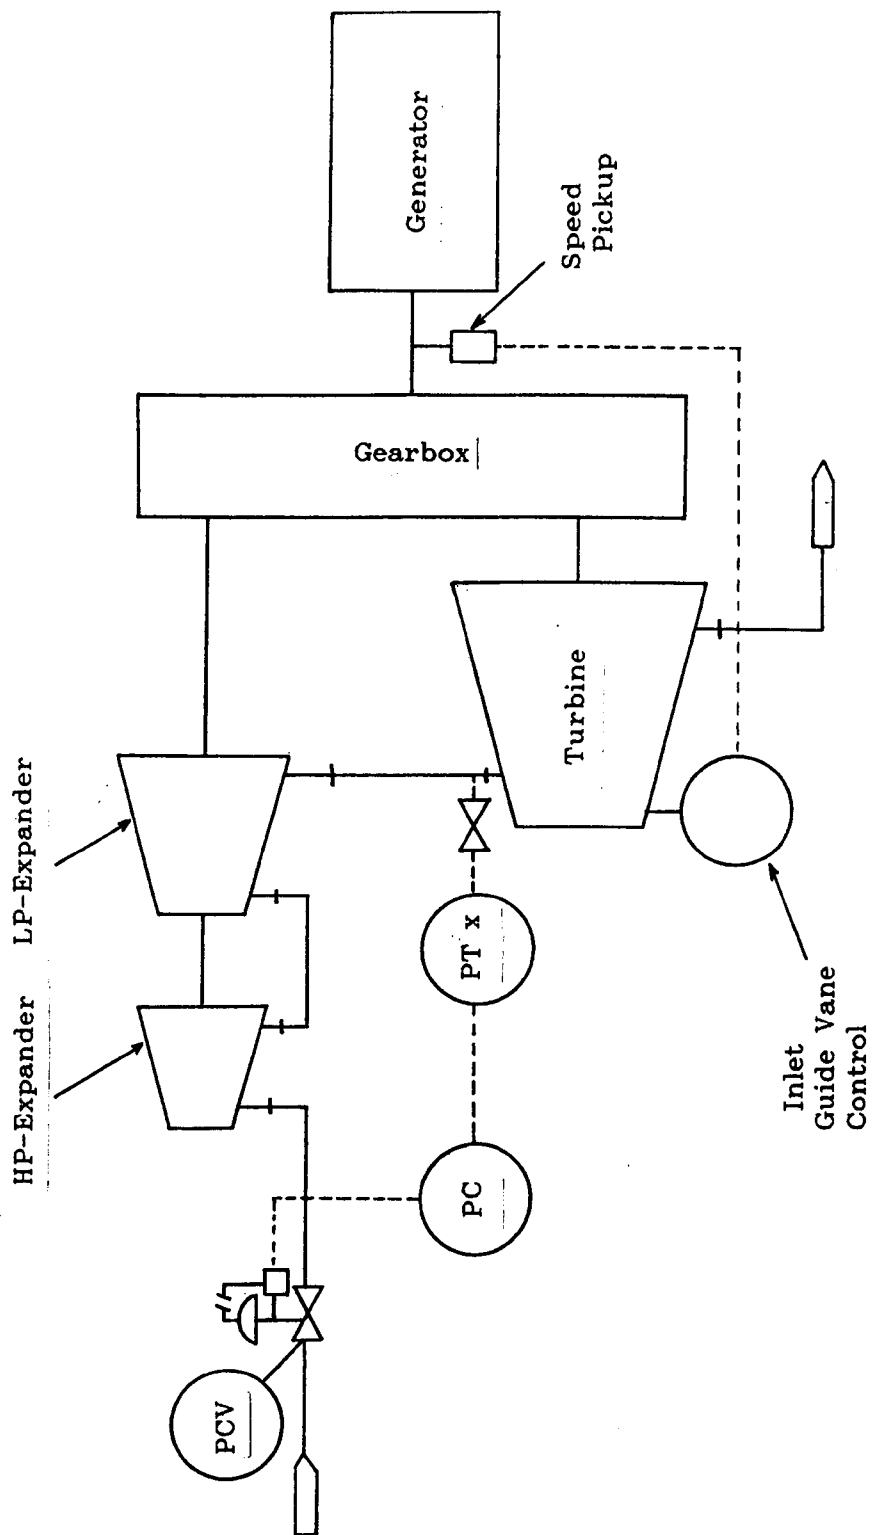 Generator
Speed
Pickup
Gearbox
Turbine
LP-Expander
HP-Expander
PT x
PC
PCV
Inlet
Guide Vane
Control